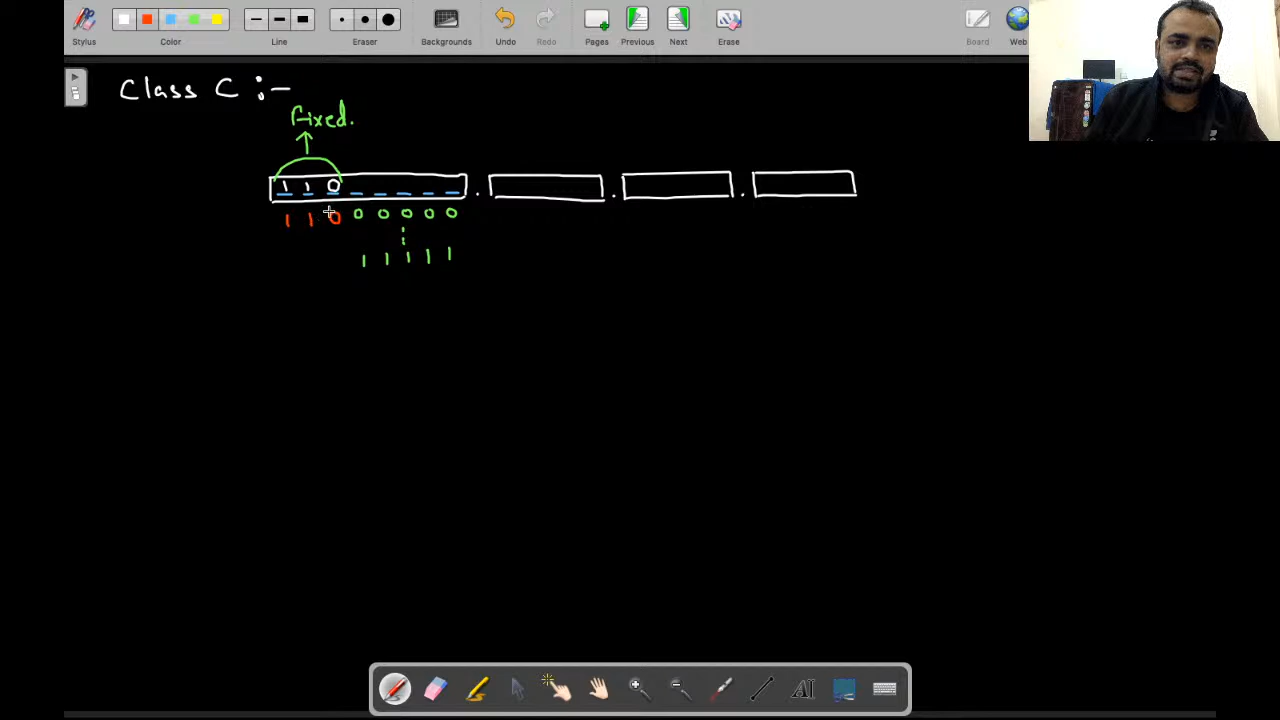 Stylus Color Line Eraser Backgrounds Undo Redo Pages Previous Next Erase Board Web
Class C :-
Fixed.
1 1 0 _ _ _ _ _ . . .
1 1 0 0 0 0 0 0
1 1 1 1 1